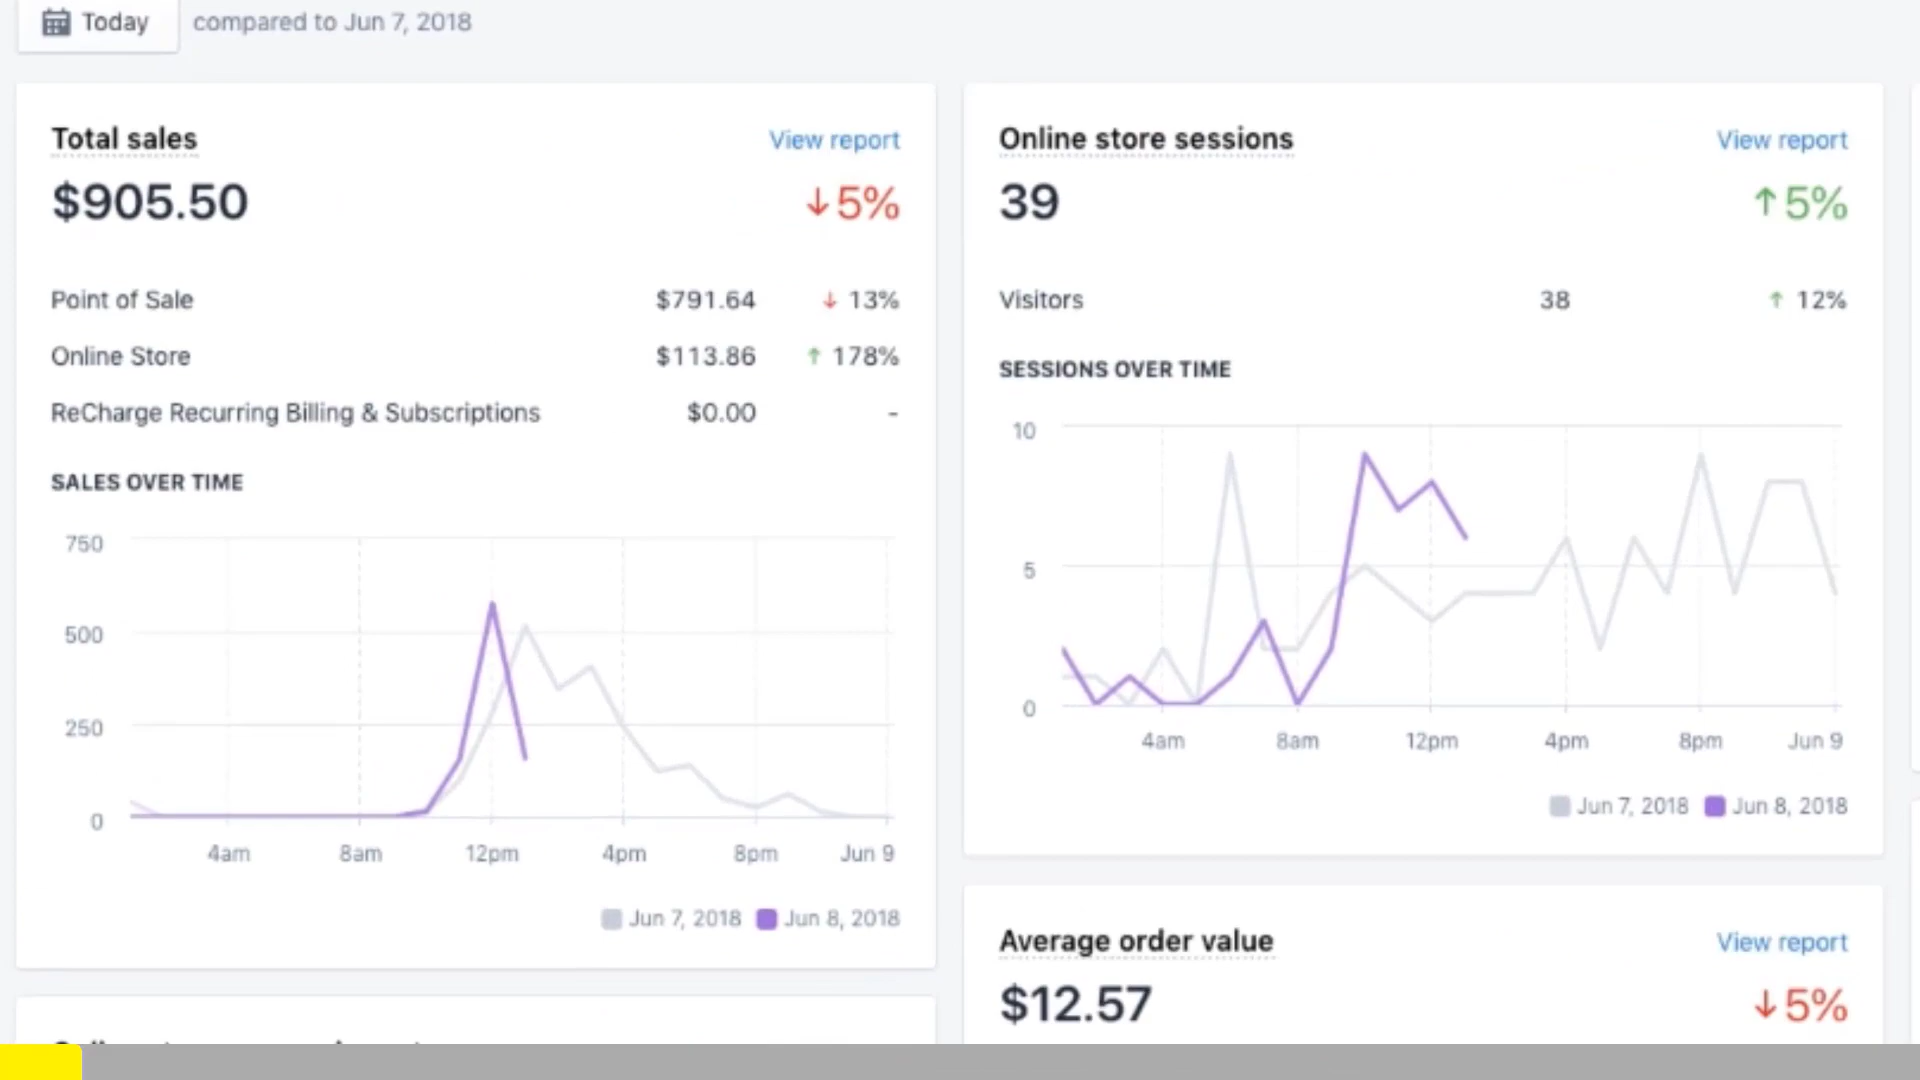 Today compared to Jun 7, 2018
Total sales View report
$905.50 ↓5%
Point of Sale $791.64 ↓ 13%
Online Store $113.86 ↑ 178%
ReCharge Recurring Billing & Subscriptions $0.00 -
SALES OVER TIME
750
500
250
0
4am 8am 12pm 4pm 8pm Jun 9
Jun 7, 2018 Jun 8, 2018
Online store sessions View report
39 ↑5%
Visitors 38 ↑ 12%
SESSIONS OVER TIME
10
5
0
4am 8am 12pm 4pm 8pm Jun 9
Jun 7, 2018 Jun 8, 2018
Average order value View report
$12.57 ↓5%